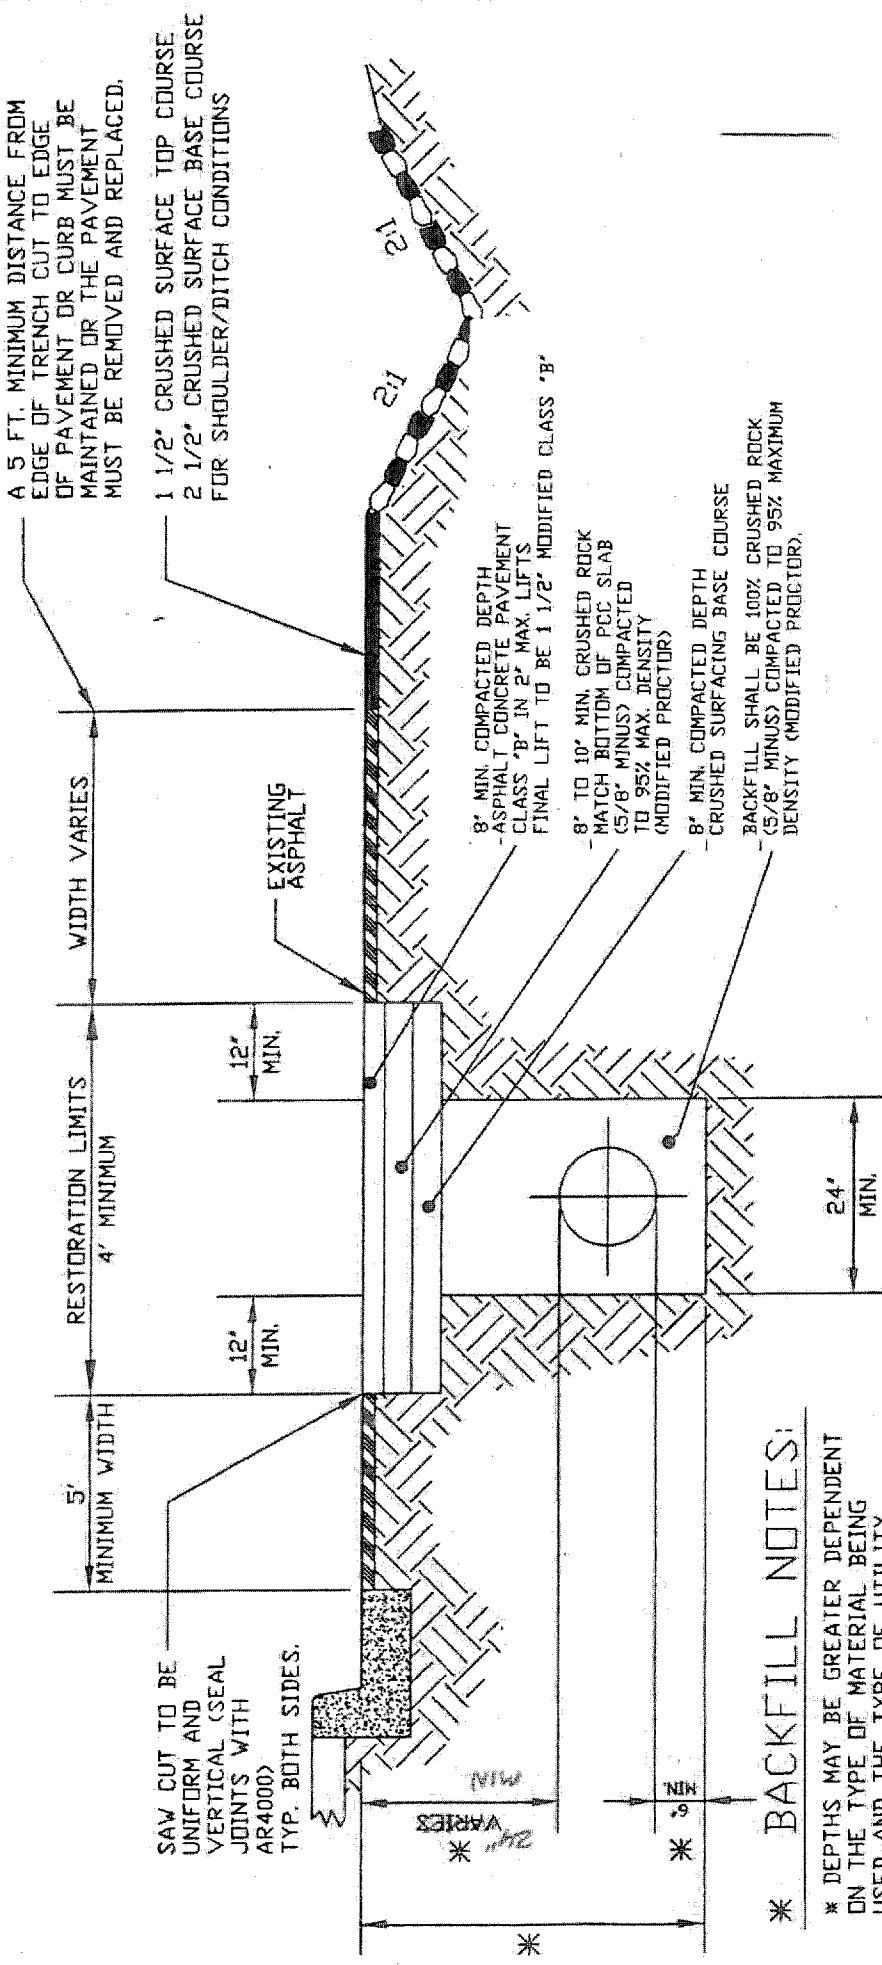 A 5 FT. MINIMUM DISTANCE FROM
EDGE OF TRENCH CUT TO EDGE
OF PAVEMENT OR CURB MUST BE
MAINTAINED OR THE PAVEMENT
MUST BE REMOVED AND REPLACED.
1 1/2" CRUSHED SURFACE TOP COURSE
2 1/2" CRUSHED SURFACE BASE COURSE
FOR SHOULDER/DITCH CONDITIONS
5'
MINIMUM WIDTH
RESTORATION LIMITS
4' MINIMUM
WIDTH VARIES
12"
MIN.
12"
MIN.
EXISTING
ASPHALT
SAW CUT TO BE
UNIFORM AND
VERTICAL (SEAL
JOINTS WITH
AR4000)
TYP. BOTH SIDES.
2:1
2:1
8" MIN. COMPACTED DEPTH
ASPHALT CONCRETE PAVEMENT
CLASS "B" IN 2" MAX. LIFTS
FINAL LIFT TO BE 1 1/2" MODIFIED CLASS "B"
8" TO 10" MIN. CRUSHED ROCK
MATCH BOTTOM OF PCC SLAB
(5/8" MINUS) COMPACTED
TO 95% MAX. DENSITY
(MODIFIED PROCTOR)
8" MIN. COMPACTED DEPTH
CRUSHED SURFACING BASE COURSE
BACKFILL SHALL BE 100% CRUSHED ROCK
(5/8" MINUS) COMPACTED TO 95% MAXIMUM
DENSITY (MODIFIED PROCTOR).
* VARIES
24" MIN
* 6" MIN.
*
24"
MIN.
* BACKFILL NOTES:
* DEPTHS MAY BE GREATER DEPENDENT
ON THE TYPE OF MATERIAL BEING
USED AND THE TYPE OF UTILITY